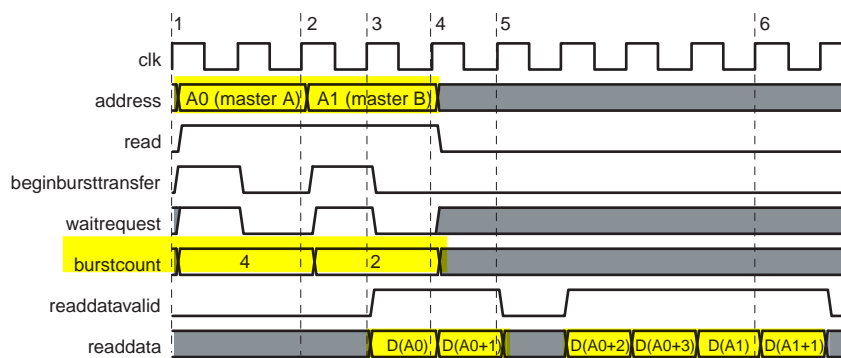 1 2 3 4 5 6
clk
address A0 (master A) A1 (master B)
read
beginbursttransfer
waitrequest
burstcount 4 2
readdatavalid
readdata D(A0) D(A0+1) D(A0+2) D(A0+3) D(A1) D(A1+1)